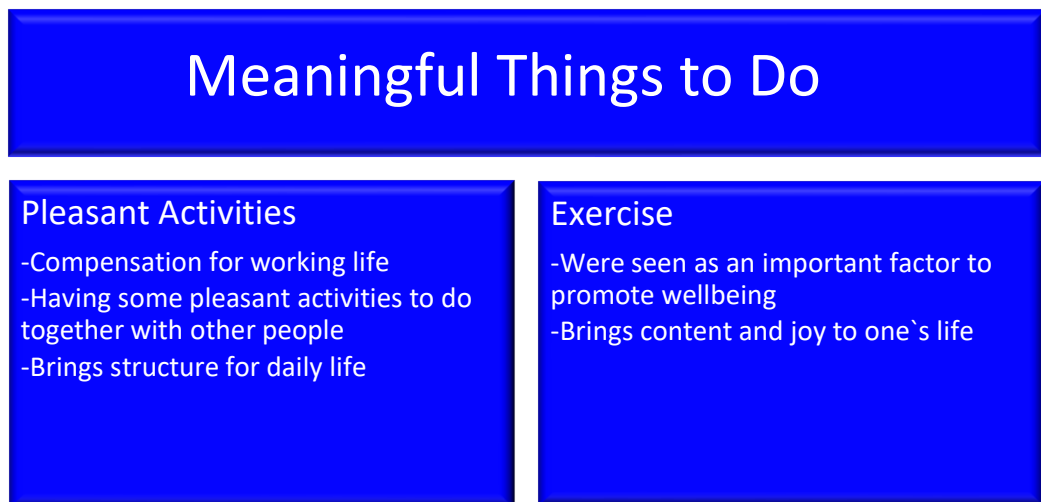 Meaningful Things to Do
Pleasant Activities
-Compensation for working life
-Having some pleasant activities to do
together with other people
-Brings structure for daily life
Exercise
-Were seen as an important factor to
promote wellbeing
-Brings content and joy to one`s life